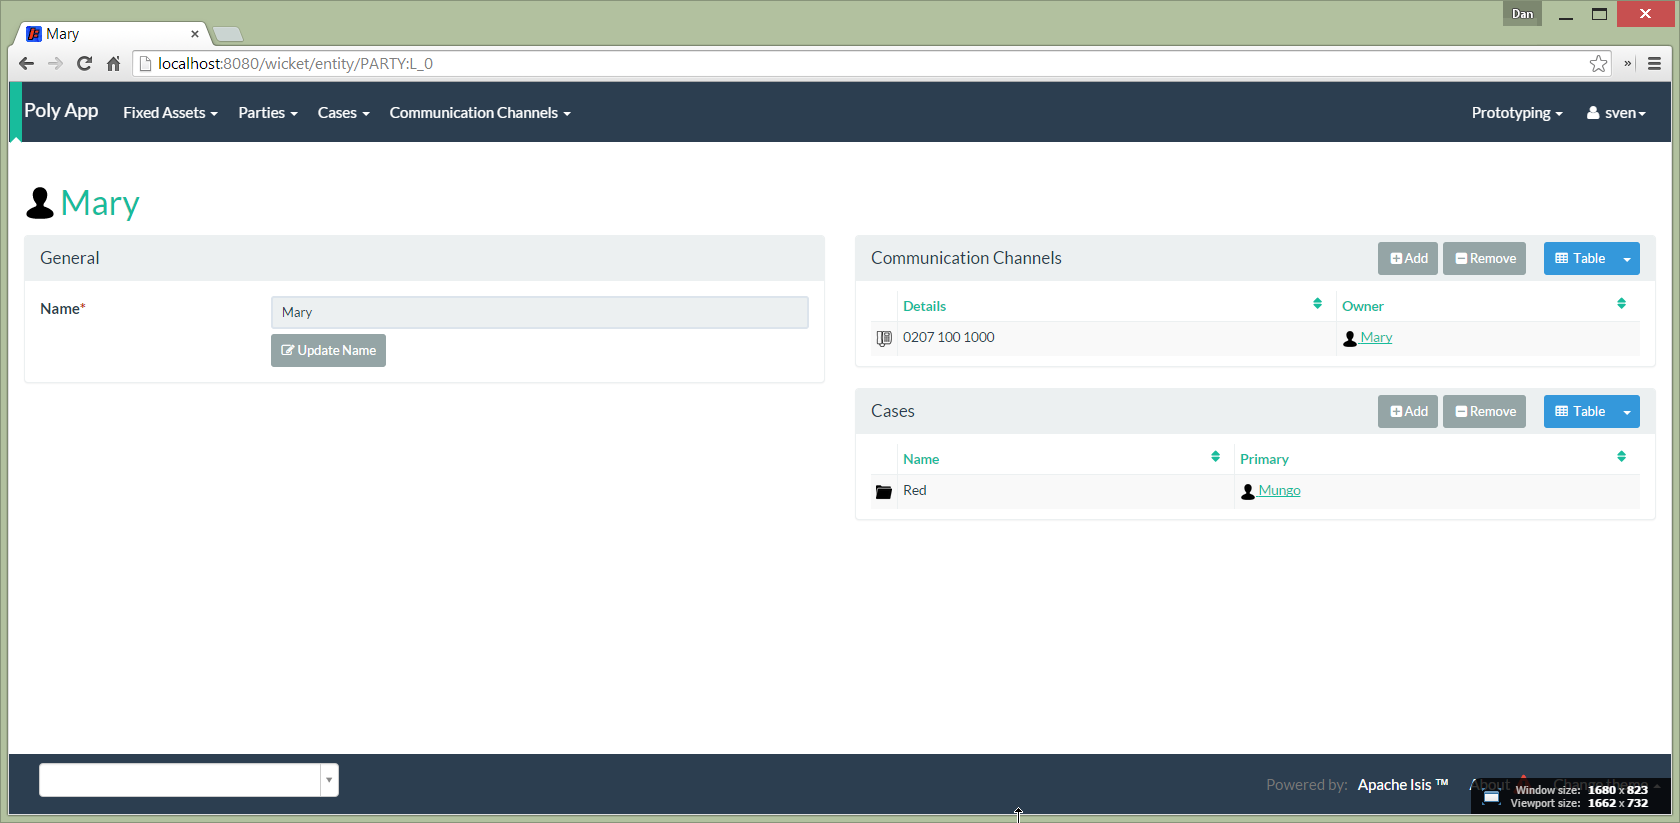 Dan
Mary
localhost:8080/wicket/entity/PARTY:L_0
Poly App Fixed Assets Parties Cases Communication Channels Prototyping sven
Mary
General
Name*
Mary
Update Name
Communication Channels Add Remove Table
Details Owner
0207 100 1000 Mary
Cases Add Remove Table
Name Primary
Red Mungo
Powered by: Apache Isis ™ About Change theme
Window size: 1680 x 823
Viewport size: 1662 x 732